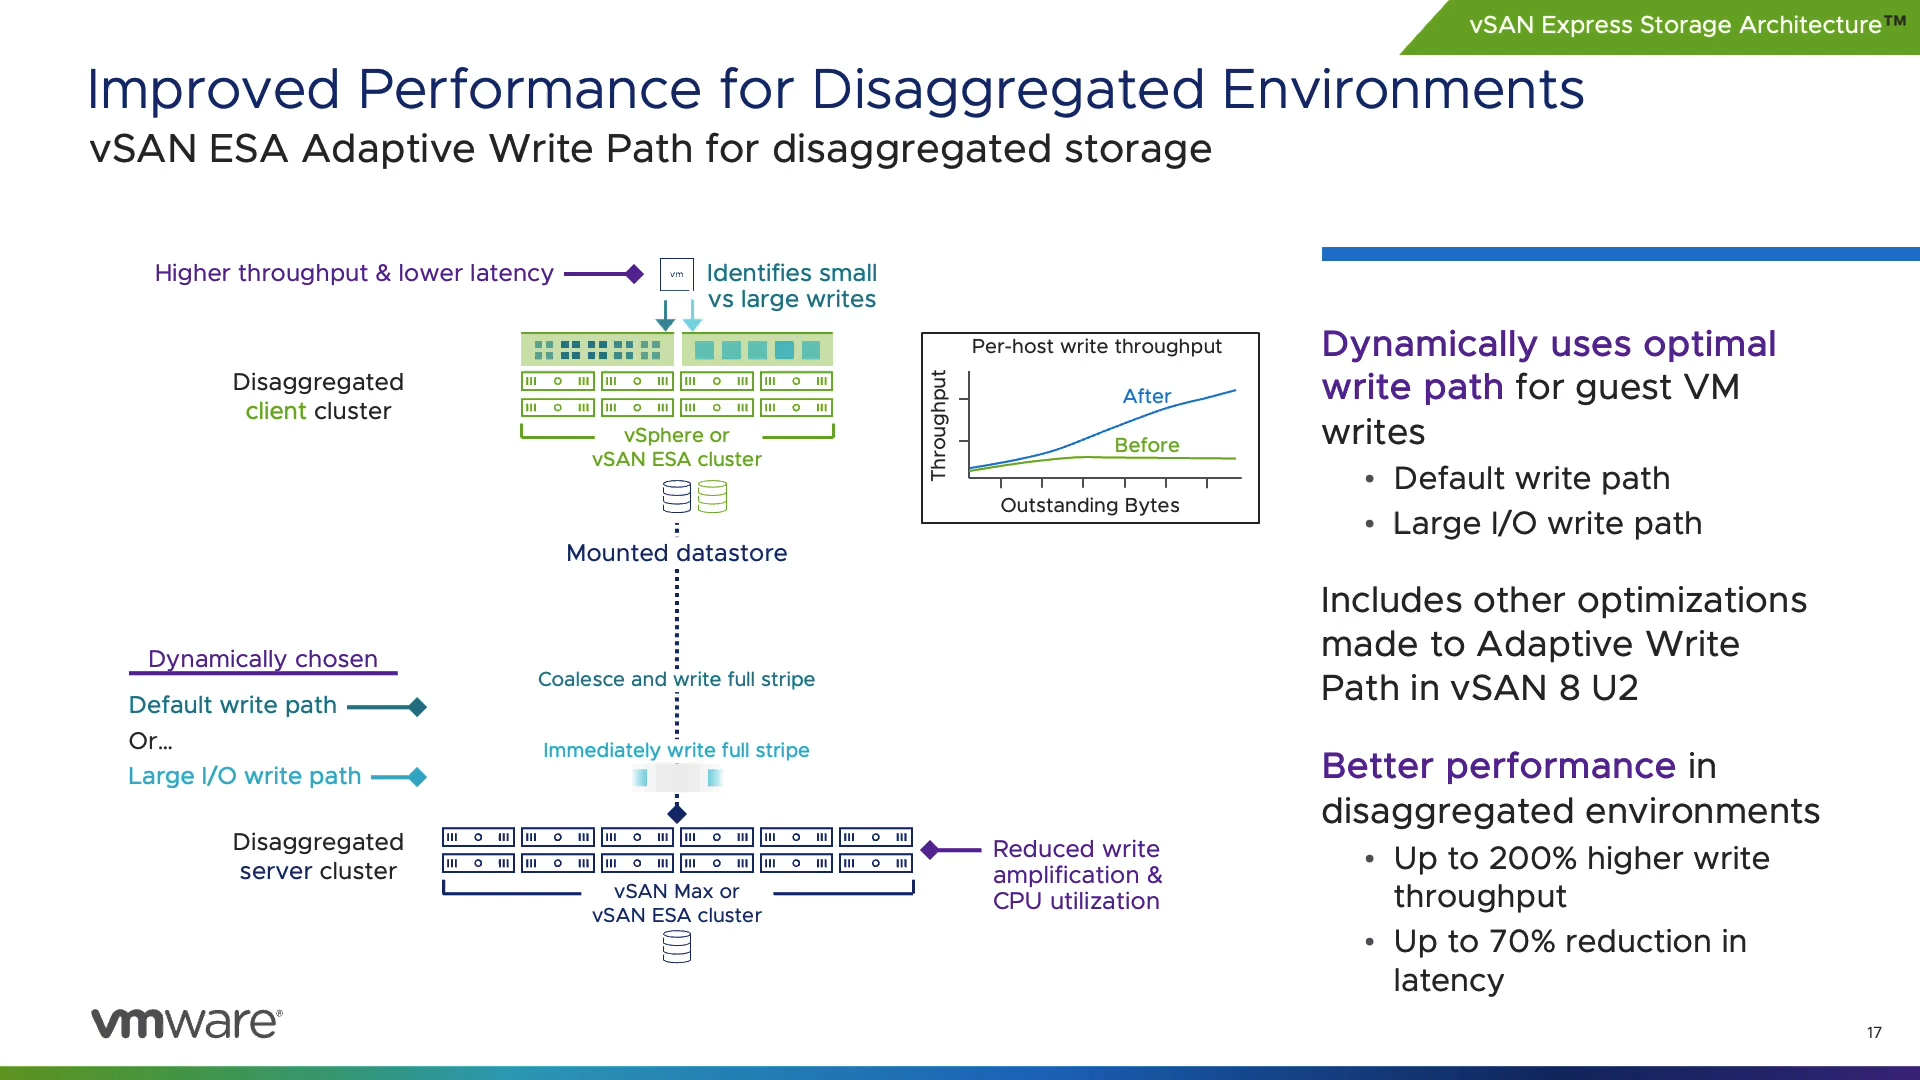 vSAN Express Storage Architecture™
Improved Performance for Disaggregated Environments
vSAN ESA Adaptive Write Path for disaggregated storage
Higher throughput & lower latency
vm
Identifies small
vs large writes
Disaggregated
client cluster
vSphere or
vSAN ESA cluster
Mounted datastore
Per-host write throughput
Throughput
After
Before
Outstanding Bytes
Dynamically chosen
Default write path
Or...
Large I/O write path
Coalesce and write full stripe
Immediately write full stripe
Disaggregated
server cluster
vSAN Max or
vSAN ESA cluster
Reduced write
amplification &
CPU utilization
Dynamically uses optimal
write path for guest VM
writes
• Default write path
• Large I/O write path
Includes other optimizations
made to Adaptive Write
Path in vSAN 8 U2
Better performance in
disaggregated environments
• Up to 200% higher write
throughput
• Up to 70% reduction in
latency
vmware®
17